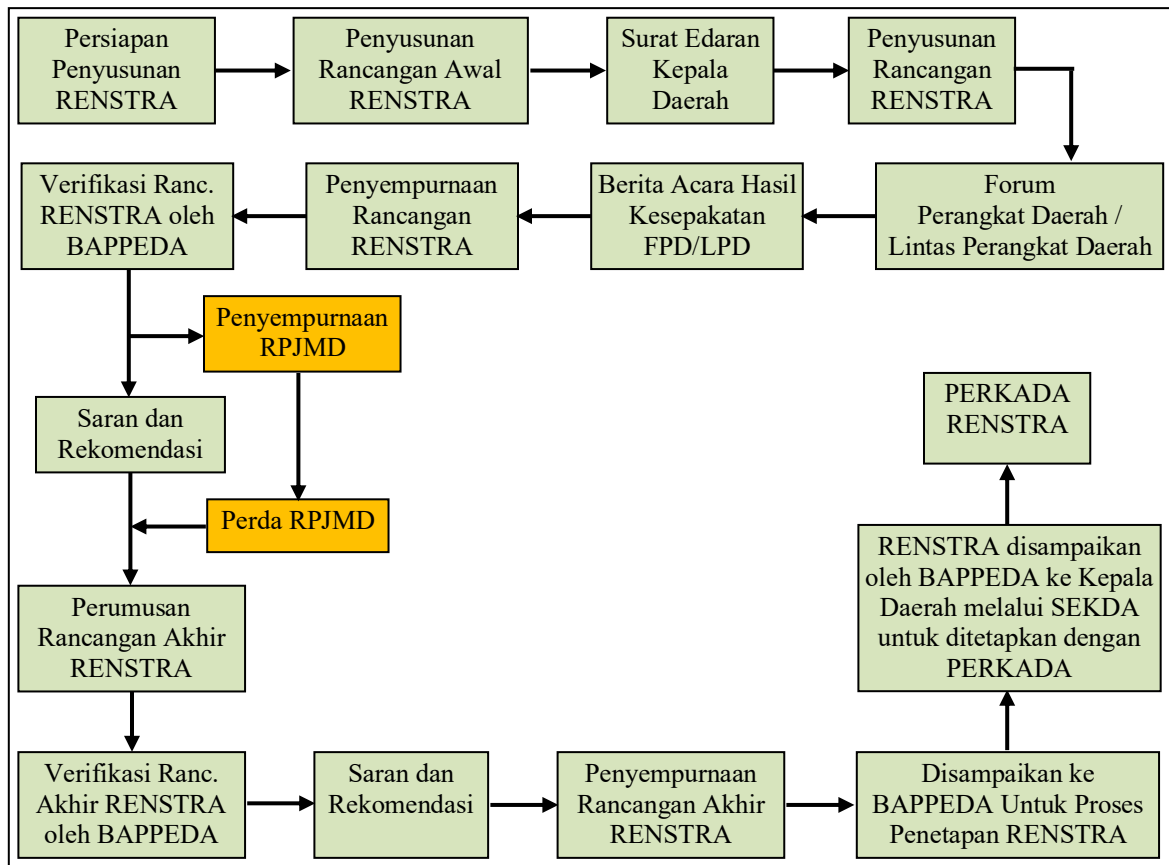 Persiapan
Penyusunan
RENSTRA
Penyusunan
Rancangan Awal
RENSTRA
Surat Edaran
Kepala
Daerah
Penyusunan
Rancangan
RENSTRA
Forum
Perangkat Daerah /
Lintas Perangkat Daerah
Berita Acara Hasil
Kesepakatan
FPD/LPD
Penyempurnaan
Rancangan
RENSTRA
Verifikasi Ranc.
RENSTRA oleh
BAPPEDA
Penyempurnaan
RPJMD
Saran dan
Rekomendasi
Perda RPJMD
Perumusan
Rancangan Akhir
RENSTRA
Verifikasi Ranc.
Akhir RENSTRA
oleh BAPPEDA
Saran dan
Rekomendasi
Penyempurnaan
Rancangan Akhir
RENSTRA
Disampaikan ke
BAPPEDA Untuk Proses
Penetapan RENSTRA
RENSTRA disampaikan
oleh BAPPEDA ke Kepala
Daerah melalui SEKDA
untuk ditetapkan dengan
PERKADA
PERKADA
RENSTRA